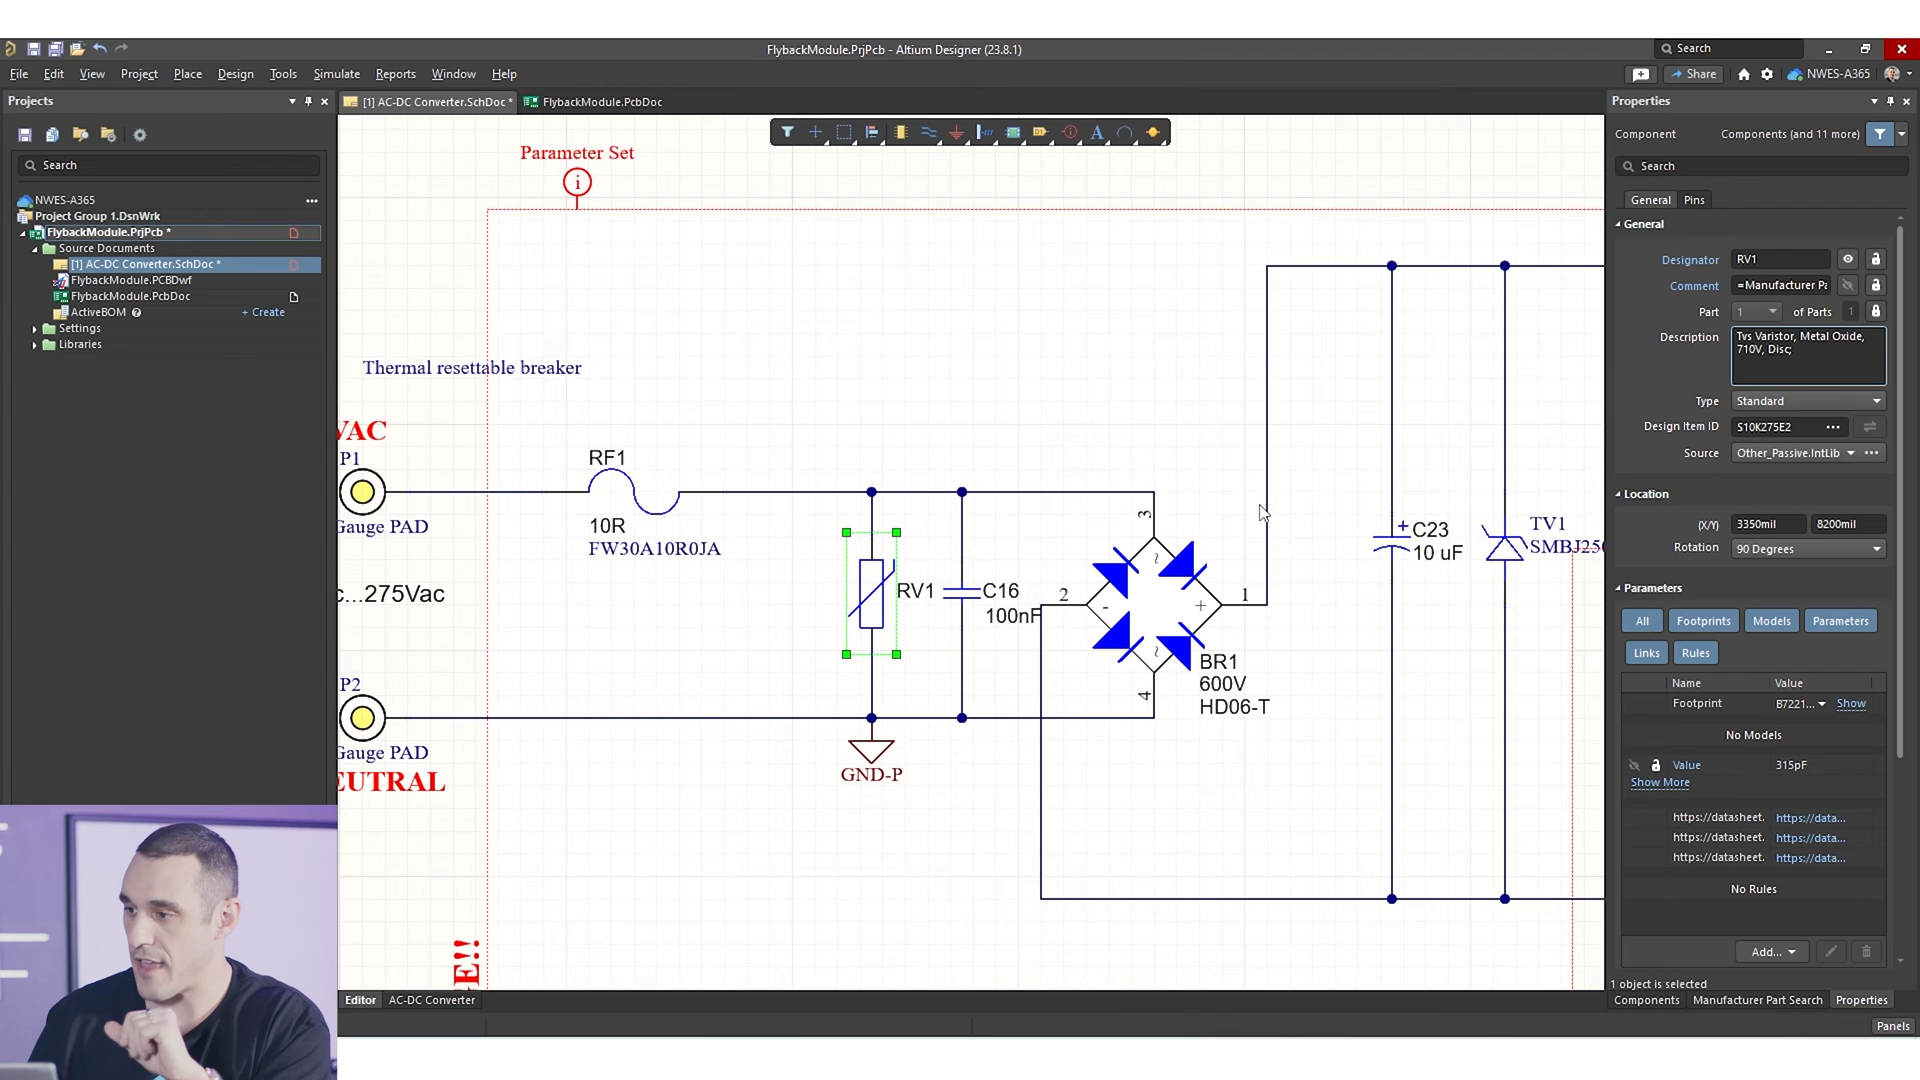 FlybackModule.PrjPcb - Altium Designer (23.8.1)
Search
File Edit View Project Place Design Tools Simulate Reports Window Help
Share
NWES-A365
Projects
[1] AC-DC Converter.SchDoc *
FlybackModule.PcbDoc
Properties
Component
Components (and 11 more)
Search
Search
NWES-A365
Project Group 1.DsnWrk
FlybackModule.PrjPcb *
Source Documents
[1] AC-DC Converter.SchDoc *
FlybackModule.PCBDwf
FlybackModule.PcbDoc
ActiveBOM
+ Create
Settings
Libraries
Parameter Set
i
Thermal resettable breaker
VAC
P1
Gauge PAD
RF1
10R
FW30A10R0JA
c...275Vac
RV1
C16
100nF
P2
Gauge PAD
EUTRAL
GND-P
3
2
1
4
-
+
~
~
BR1
600V
HD06-T
+
C23
10 uF
TV1
SMBJ250
E!!
General
Pins
General
Designator
RV1
Comment
=Manufacturer Pa
Part
1
of Parts
1
Description
Tvs Varistor, Metal Oxide,
710V, Disc;
Type
Standard
Design Item ID
S10K275E2
Source
Other_Passive.IntLib
Location
(X/Y)
3350mil
8200mil
Rotation
90 Degrees
Parameters
All
Footprints
Models
Parameters
Links
Rules
Name
Value
Footprint
B7221...
Show
No Models
Value
315pF
Show More
https://datasheet.
https://data...
https://datasheet.
https://data...
https://datasheet.
https://data...
No Rules
Add...
1 object is selected
Editor
AC-DC Converter
Components
Manufacturer Part Search
Properties
Panels